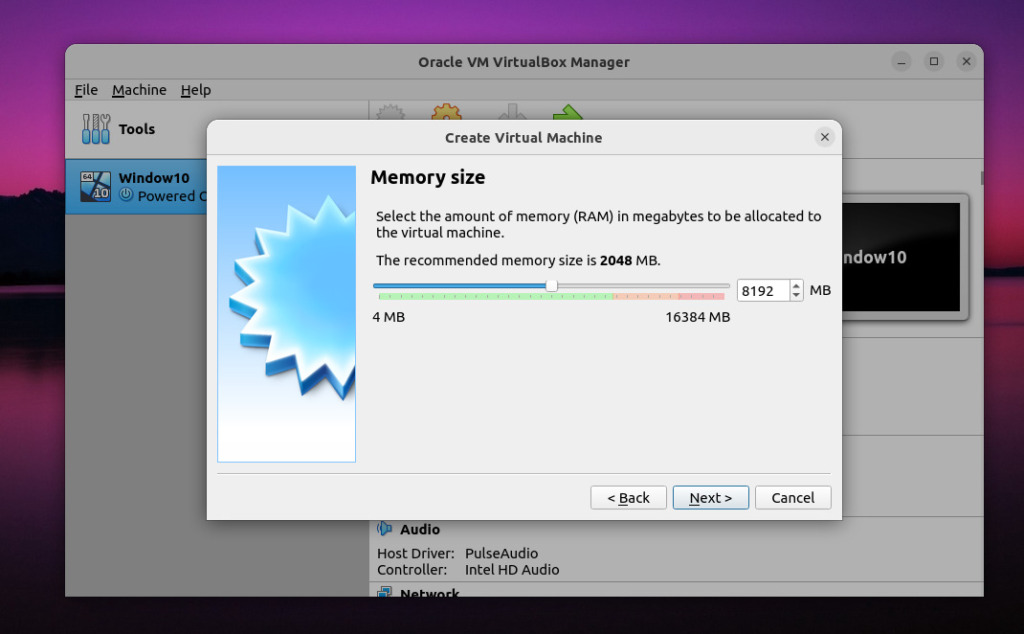 Oracle VM VirtualBox Manager
File Machine Help
Tools
Create Virtual Machine
64
10
Window10
Powered
Memory size
Select the amount of memory (RAM) in megabytes to be allocated to
the virtual machine.
The recommended memory size is 2048 MB.
8192 MB
4 MB 16384 MB
ndow10
< Back Next > Cancel
Audio
Host Driver: PulseAudio
Controller: Intel HD Audio
Network